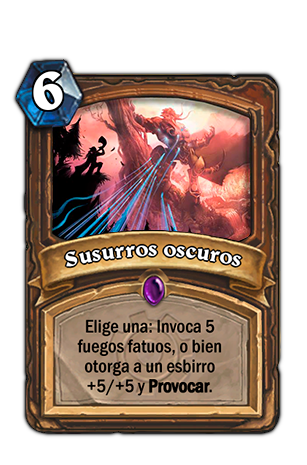 6
Susurros oscuros
Elige una: Invoca 5
fuegos fatuos, o bien
otorga a un esbirro
+5/+5 y Provocar.